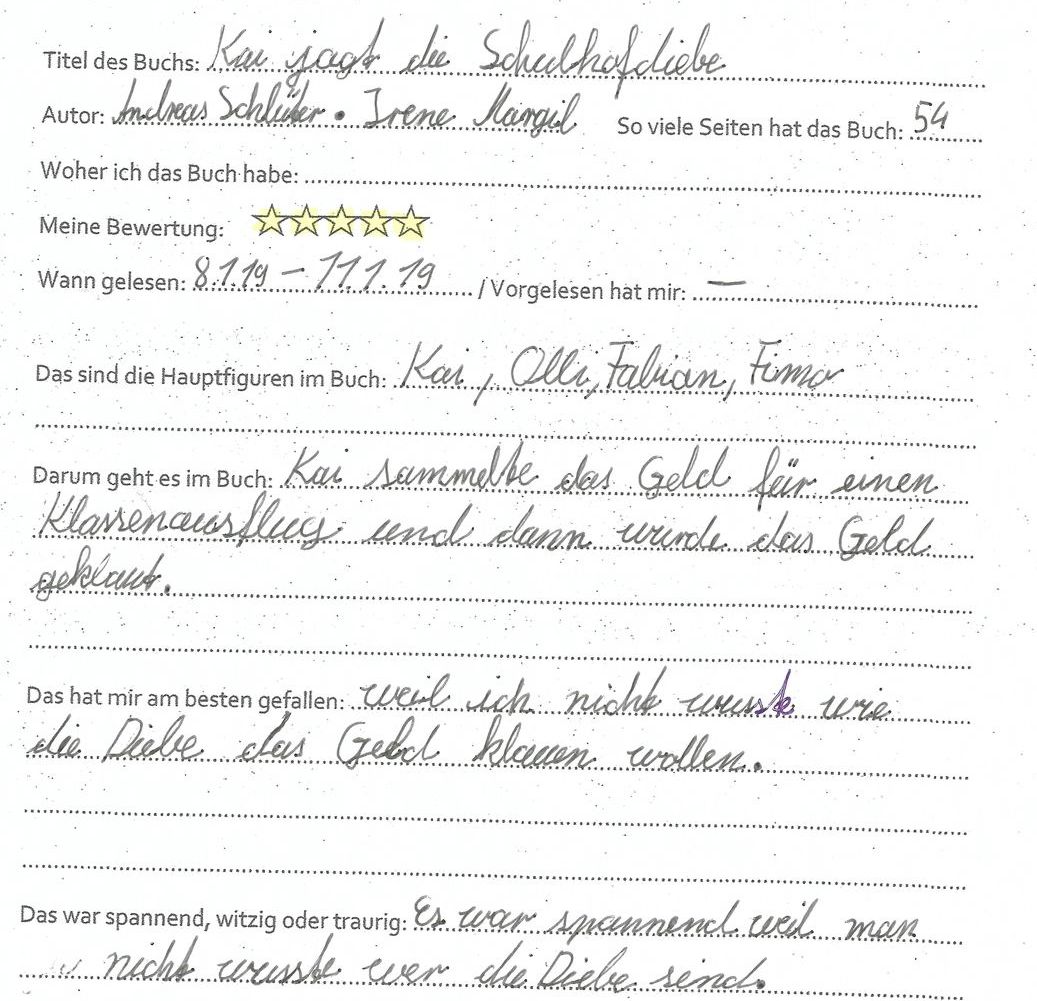 Titel des Buchs: Kai jagt die Schulhofdiebe
Autor: Andreas Schlüter • Irene Margil So viele Seiten hat das Buch: 54
Woher ich das Buch habe:
Meine Bewertung: ☆☆☆☆☆
Wann gelesen: 8.1.19 – 11.1.19 / Vorgelesen hat mir: —
Das sind die Hauptfiguren im Buch: Kai, Olli, Fabian,
Darum geht es im Buch: Kai sammelte das Geld für einen
Klassenausflug und dann wurde das Geld
geklaut.
Das hat mir am besten gefallen: weil ich nicht wuste wie
die Diebe das Geld klauen wollen.
Das war spannend, witzig oder traurig: Es war spannend weil man
nicht wusste wer die Diebe sind.